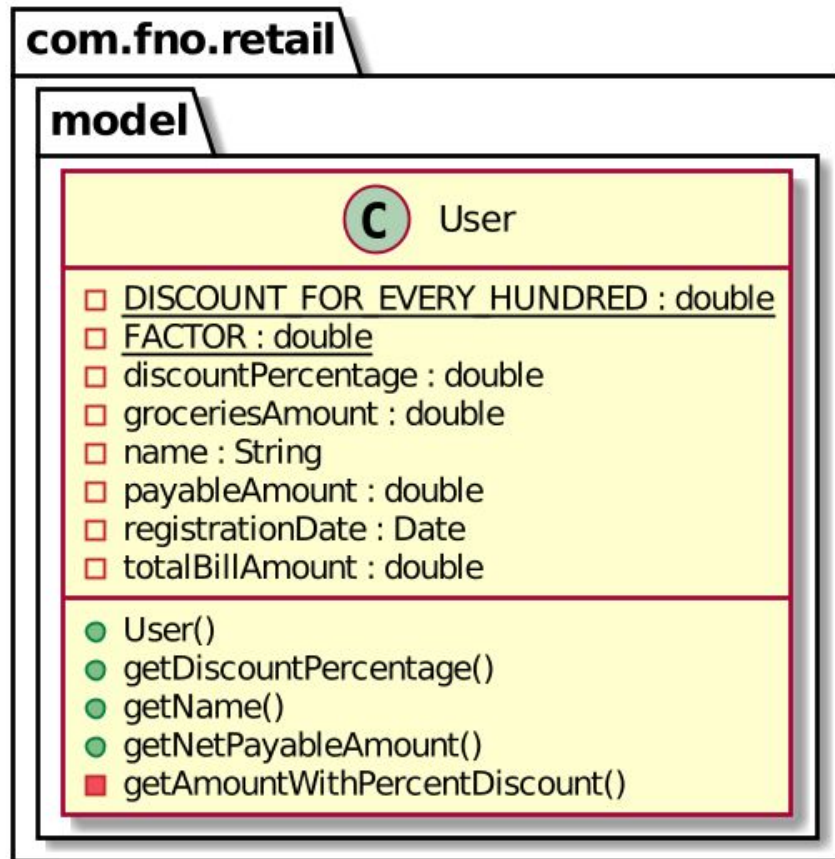 com.fno.retail
model
C User
DISCOUNT_FOR_EVERY_HUNDRED : double
FACTOR : double
discountPercentage : double
groceriesAmount : double
name : String
payableAmount : double
registrationDate : Date
totalBillAmount : double
User()
getDiscountPercentage()
getName()
getNetPayableAmount()
getAmountWithPercentDiscount()